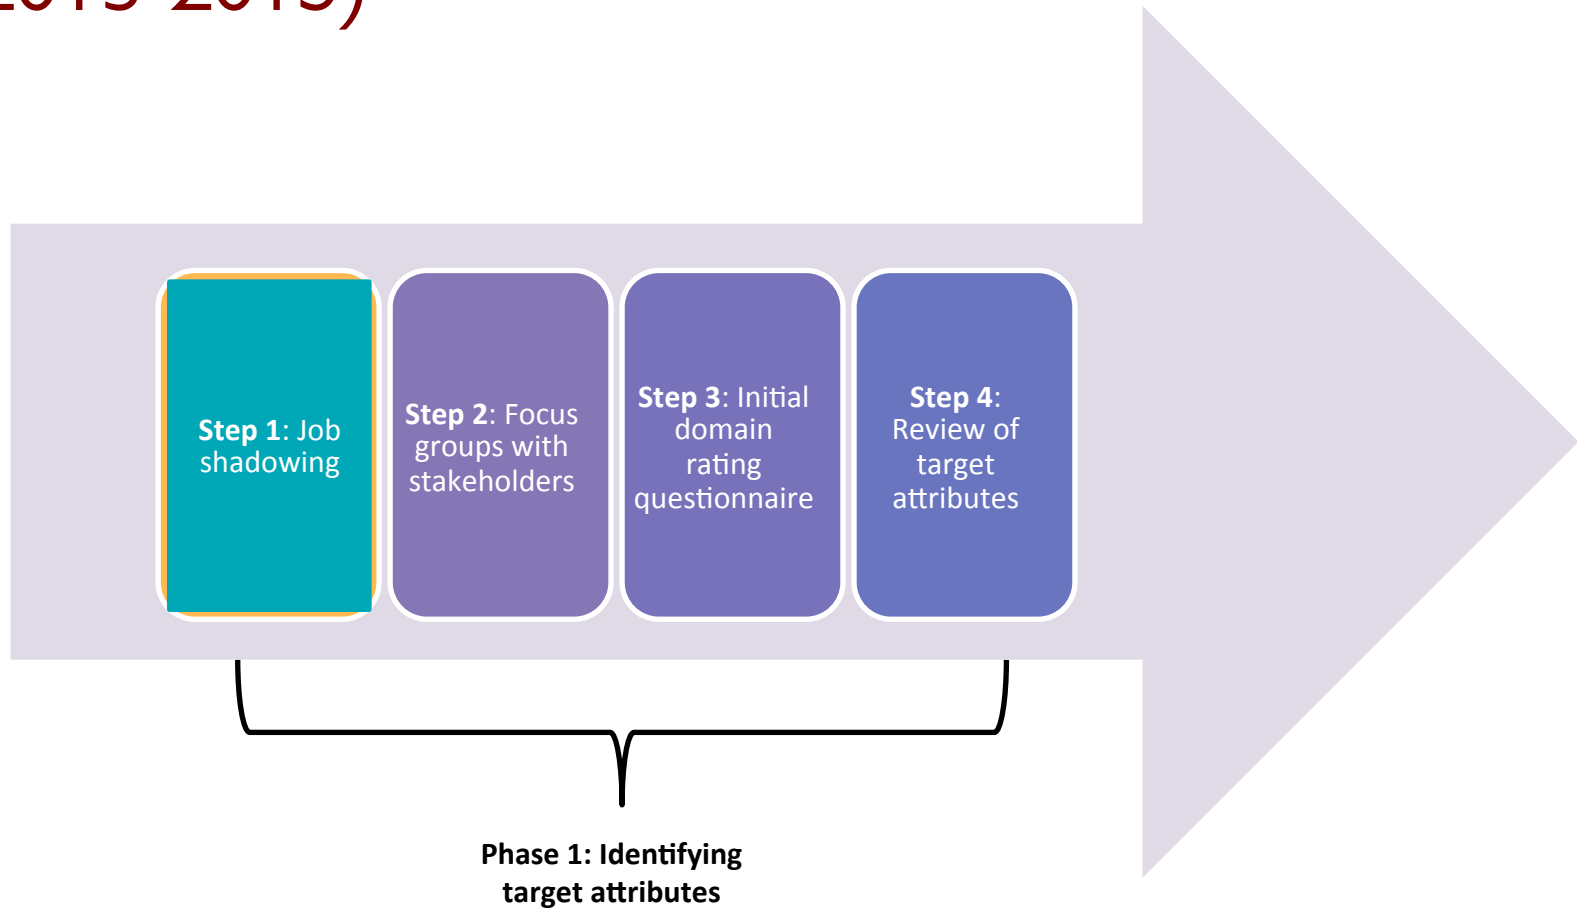 Step 1: Job
shadowing
Step 2: Focus
groups with
stakeholders
Step 3: Initial
domain
rating
questionnaire
Step 4:
Review of
target
attributes
Phase 1: Identifying
target attributes